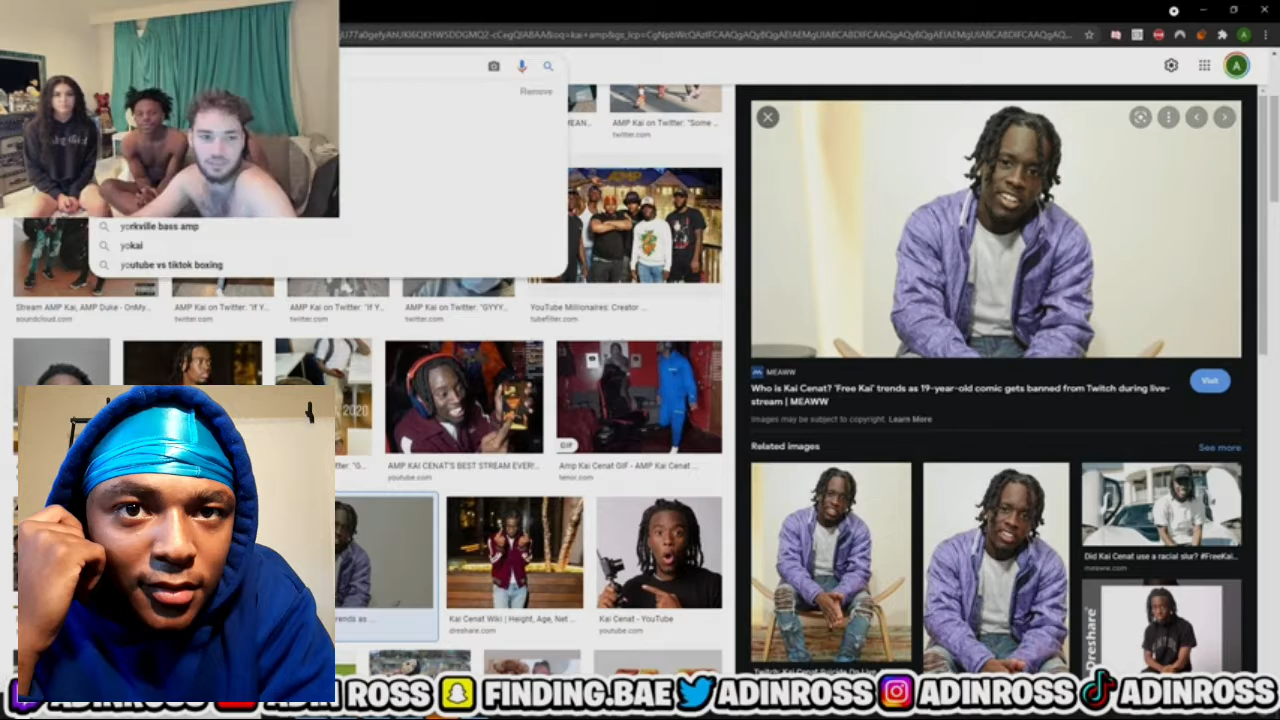 Remove
AMP Kai on Twitter: "Some ...
twitter.com
yorkville bass amp
yokai
youtube vs tiktok boxing
Stream AMP Kai, AMP Duke - OnMy...
soundcloud.com
AMP Kai on Twitter: "If Y...
twitter.com
AMP Kai on Twitter: "If Y...
twitter.com
AMP Kai on Twitter: "GYYY...
twitter.com
YouTube Millionaires: Creator ...
tubefilter.com
AMP KAI CENAT'S BEST STREAM EVER!...
youtube.com
GIF
Amp Kai Cenat GIF - AMP Kai Cenat ...
tenor.com
Kai Cenat Wiki | Height, Age, Net ...
dreshare.com
Kai Cenat - YouTube
youtube.com
MEAWW
Who is Kai Cenat? 'Free Kai' trends as 19-year-old comic gets banned from Twitch during live-
stream | MEAWW
Visit
Images may be subject to copyright. Learn More
Related images
See more
Did Kai Cenat use a racial slur? #FreeKai...
meaww.com
Dreshare
ROSS FINDING.BAE ADINROSS ADINROSS ADINROSS